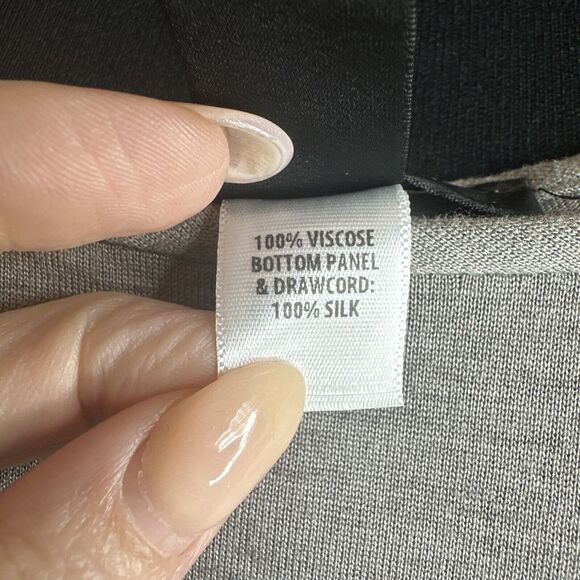 100% VISCOSE
BOTTOM PANEL
& DRAWCORD:
100% SILK